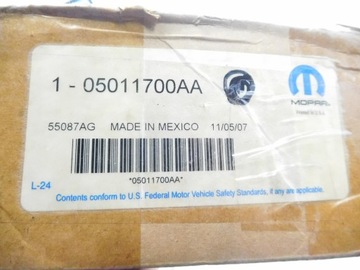 1 - 05011700AA
MOPAR
55087AG MADE IN MEXICO 11/05/07
*05011700AA*
L-24
Contents conform to U.S. Federal Motor Vehicle Safety Standards, if any are applicable.